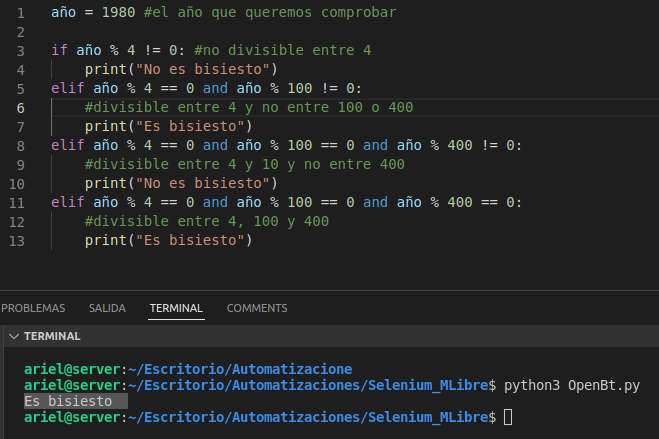 1 año = 1980 #el año que queremos comprobar
2
3 if año % 4 != 0: #no divisible entre 4
4     print("No es bisiesto")
5 elif año % 4 == 0 and año % 100 != 0:
6     #divisible entre 4 y no entre 100 o 400
7     print("Es bisiesto")
8 elif año % 4 == 0 and año % 100 == 0 and año % 400 != 0:
9     #divisible entre 4 y 10 y no entre 400
10     print("No es bisiesto")
11 elif año % 4 == 0 and año % 100 == 0 and año % 400 == 0:
12     #divisible entre 4, 100 y 400
13     print("Es bisiesto")
PROBLEMAS SALIDA TERMINAL COMMENTS
TERMINAL
ariel@server:~/Escritorio/Automatizacione
ariel@server:~/Escritorio/Automatizaciones/Selenium_MLibre$ python3 OpenBt.py
Es bisiesto
ariel@server:~/Escritorio/Automatizaciones/Selenium_MLibre$